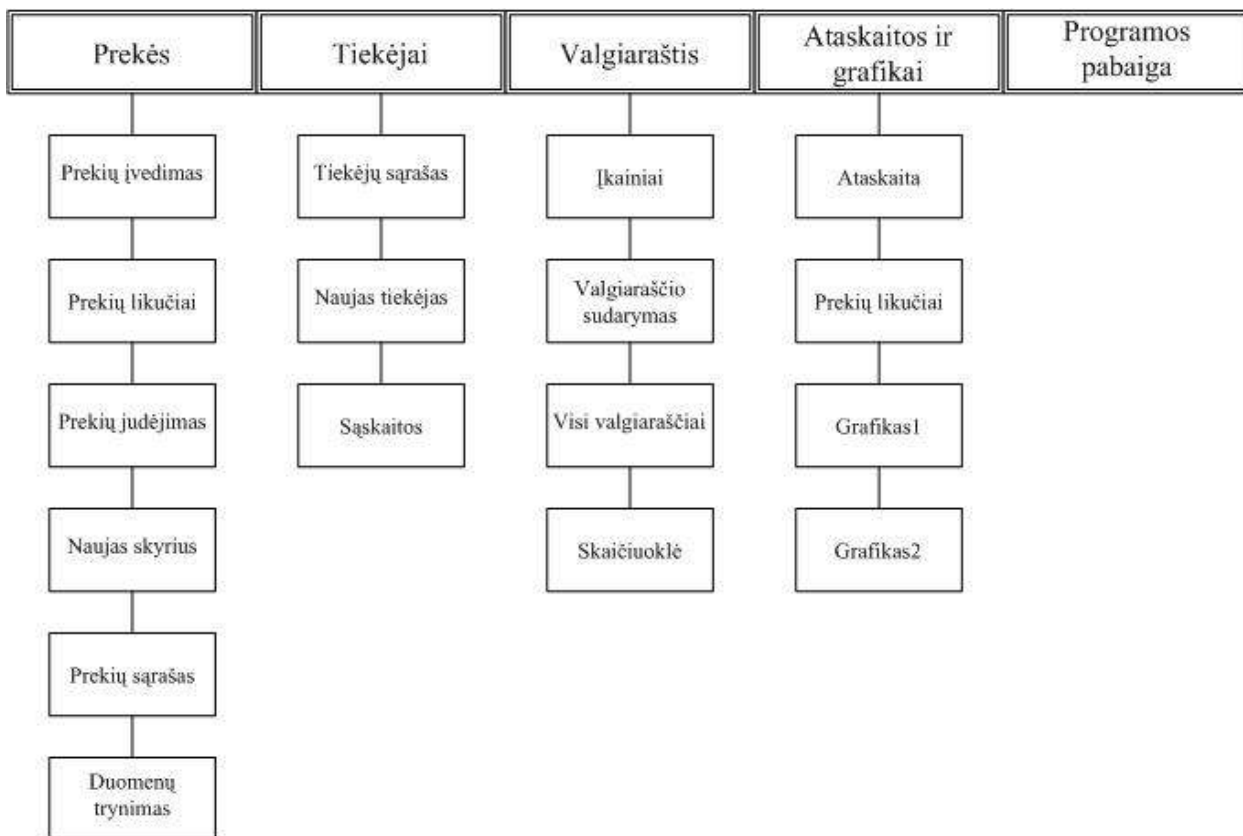 Prekės
Tiekėjai
Valgiaraštis
Ataskaitos ir
grafikai
Programos
pabaiga
Prekių įvedimas
Prekių likučiai
Prekių judėjimas
Naujas skyrius
Prekių sąrašas
Duomenų
trynimas
Tiekėjų sąrašas
Naujas tiekėjas
Sąskaitos
Įkainiai
Valgiaraščio
sudarymas
Visi valgiaraščiai
Skaičiuoklė
Ataskaita
Prekių likučiai
Grafikas1
Grafikas2